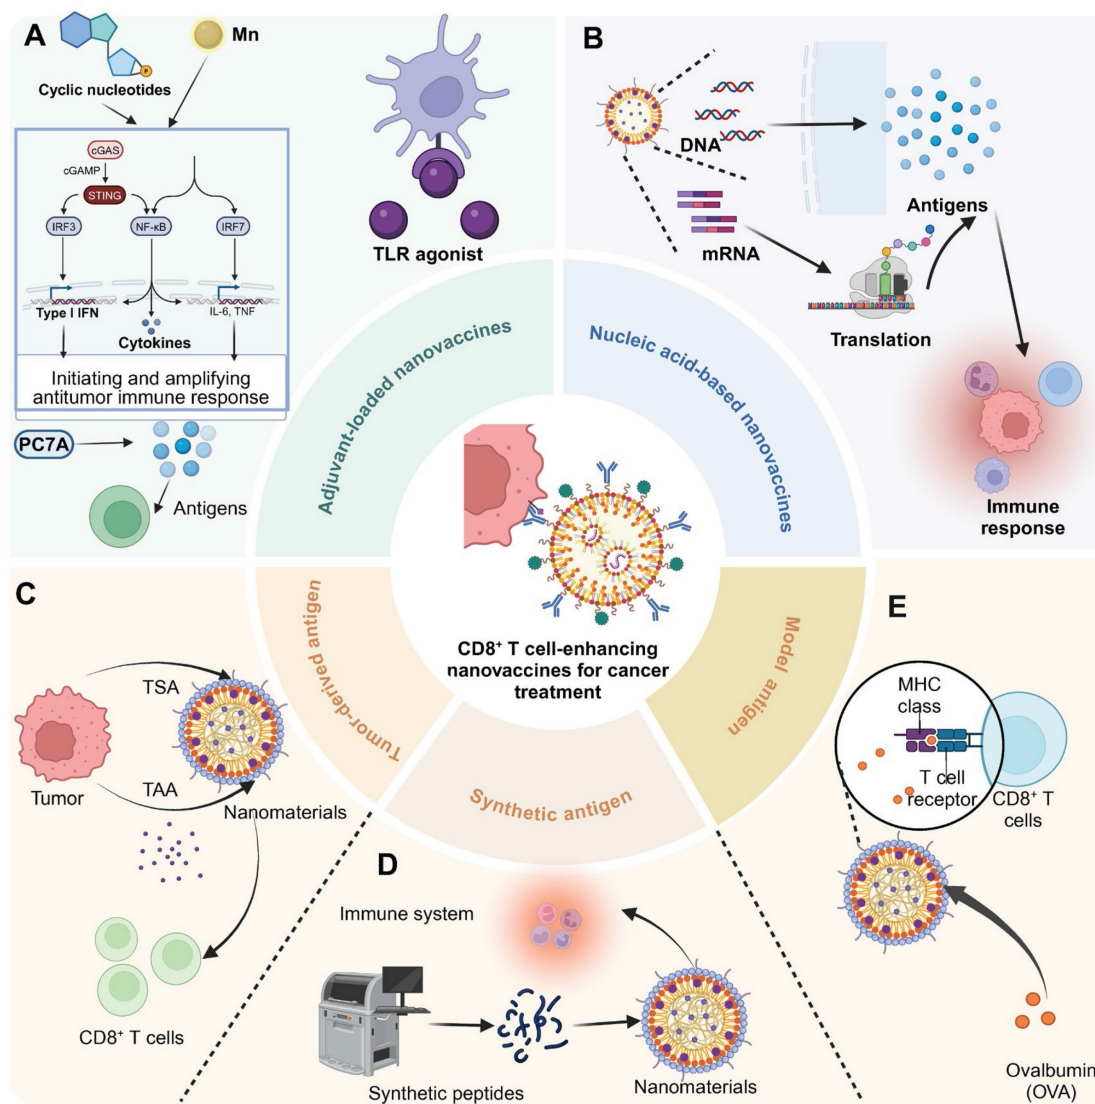 A
Mn
P
Cyclic nucleotides
cGAS
cGAMP
STING
IRF3
NF-κB
IRF7
Type I IFN
IL-6, TNF
Cytokines
Initiating and amplifying
antitumor immune response
PC7A
Antigens
TLR agonist
B
DNA
mRNA
Antigens
Translation
Immune
response
Adjuvant-loaded nanovaccines
Nucleic acid-based nanovaccines
Tumor-derived antigen
Synthetic antigen
Model antigen
CD8⁺ T cell-enhancing
nanovaccines for cancer
treatment
C
TSA
Tumor
TAA
Nanomaterials
CD8⁺ T cells
D
Immune system
Synthetic peptides
Nanomaterials
E
MHC
class
T cell
receptor
CD8⁺ T
cells
Ovalbumin
(OVA)